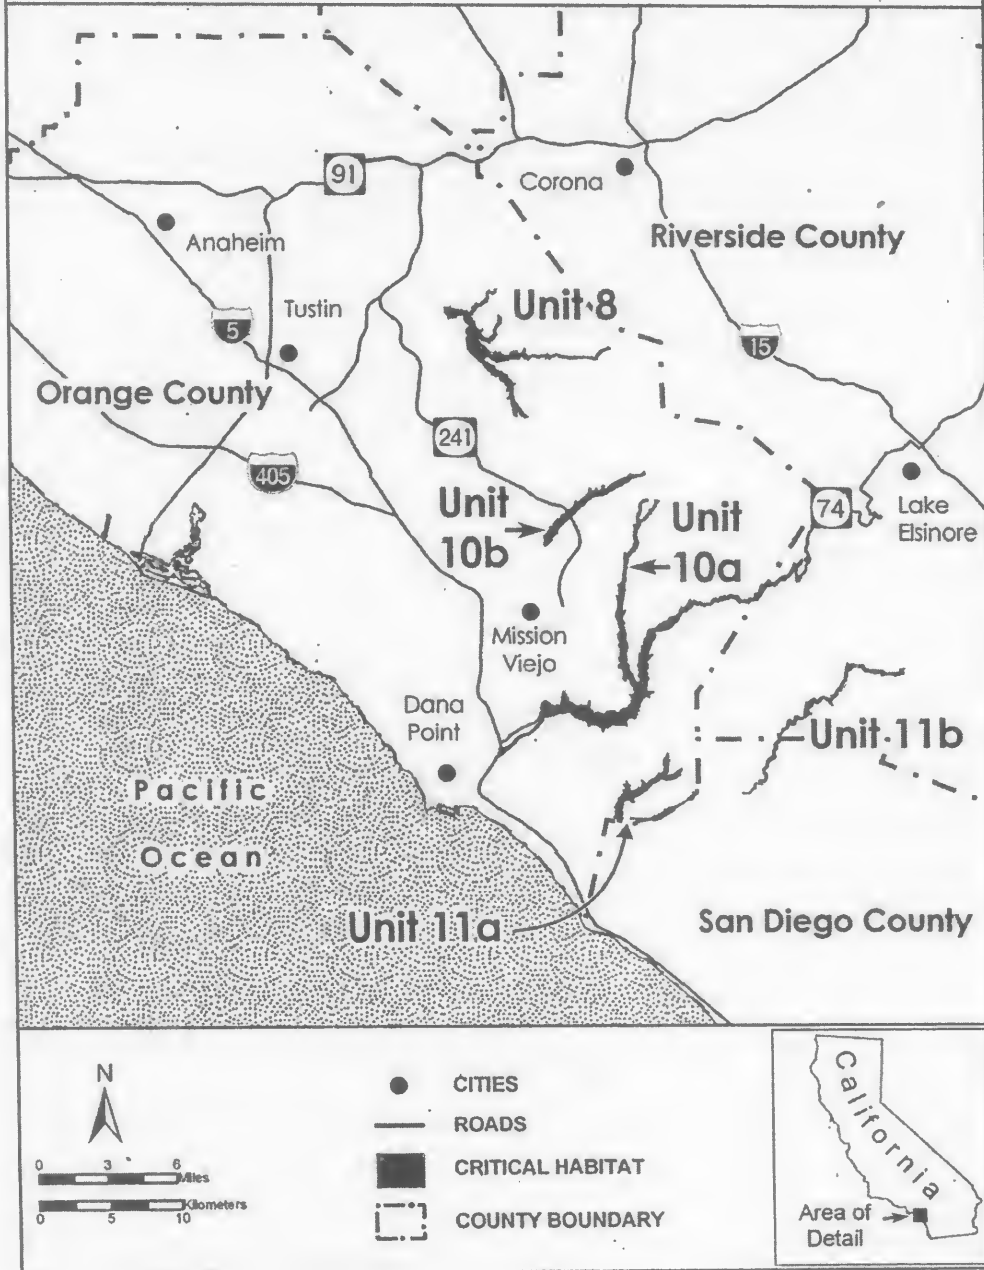 91
Corona
Anaheim
Riverside County
Unit 8
Tustin
5
15
Orange County
241
405
Unit
10b
Unit
10a
74
Lake
Elsinore
Mission
Viejo
Dana
Point
Unit 11b
Pacific
Ocean
Unit 11a
San Diego County
N
0 3 6
Miles
Kilometers
0 5 10
CITIES
ROADS
CRITICAL HABITAT
COUNTY BOUNDARY
California
Area of
Detail